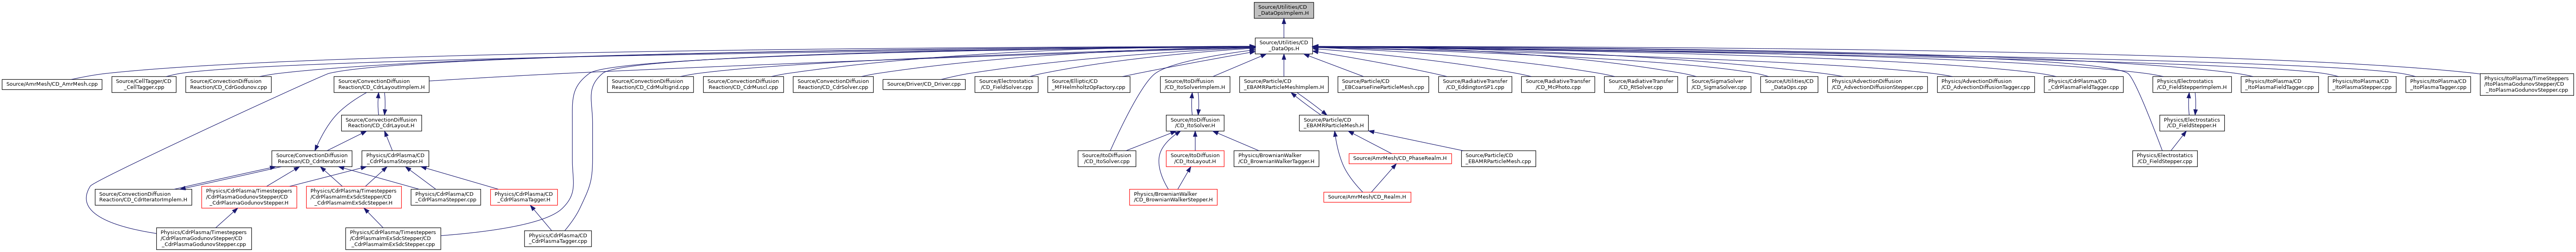 Source/Utilities/CD
_DataOpsImplem.H
Source/Utilities/CD
_DataOps.H
Source/AmrMesh/CD_AmrMesh.cpp
Source/CellTagger/CD
_CellTagger.cpp
Source/ConvectionDiffusion
Reaction/CD_CdrGodunov.cpp
Source/ConvectionDiffusion
Reaction/CD_CdrLayoutImplem.H
Source/ConvectionDiffusion
Reaction/CD_CdrMultigrid.cpp
Source/ConvectionDiffusion
Reaction/CD_CdrMuscl.cpp
Source/ConvectionDiffusion
Reaction/CD_CdrSolver.cpp
Source/Driver/CD_Driver.cpp
Source/Electrostatics
/CD_FieldSolver.cpp
Source/Elliptic/CD
_MFHelmholtzOpFactory.cpp
Source/ItoDiffusion
/CD_ItoSolverImplem.H
Source/Particle/CD
_EBAMRParticleMeshImplem.H
Source/Particle/CD
_EBCoarseFineParticleMesh.cpp
Source/RadiativeTransfer
/CD_EddingtonSP1.cpp
Source/RadiativeTransfer
/CD_McPhoto.cpp
Source/RadiativeTransfer
/CD_RtSolver.cpp
Source/SigmaSolver
/CD_SigmaSolver.cpp
Source/Utilities/CD
_DataOps.cpp
Physics/AdvectionDiffusion
/CD_AdvectionDiffusionStepper.cpp
Physics/AdvectionDiffusion
/CD_AdvectionDiffusionTagger.cpp
Physics/CdrPlasma/CD
_CdrPlasmaFieldTagger.cpp
Physics/Electrostatics
/CD_FieldStepperImplem.H
Physics/ItoPlasma/CD
_ItoPlasmaFieldTagger.cpp
Physics/ItoPlasma/CD
_ItoPlasmaStepper.cpp
Physics/ItoPlasma/CD
_ItoPlasmaTagger.cpp
Physics/ItoPlasma/TimeSteppers
/ItoPlasmaGodunovStepper/CD
_ItoPlasmaGodunovStepper.cpp
Source/ConvectionDiffusion
Reaction/CD_CdrLayout.H
Source/ItoDiffusion
/CD_ItoSolver.H
Source/Particle/CD
_EBAMRParticleMesh.H
Physics/Electrostatics
/CD_FieldStepper.H
Source/ConvectionDiffusion
Reaction/CD_CdrIterator.H
Physics/CdrPlasma/CD
_CdrPlasmaStepper.H
Source/ItoDiffusion
/CD_ItoSolver.cpp
Source/ItoDiffusion
/CD_ItoLayout.H
Physics/BrownianWalker
/CD_BrownianWalkerTagger.H
Source/AmrMesh/CD_PhaseRealm.H
Source/Particle/CD
_EBAMRParticleMesh.cpp
Physics/Electrostatics
/CD_FieldStepper.cpp
Source/ConvectionDiffusion
Reaction/CD_CdrIteratorImplem.H
Physics/CdrPlasma/Timesteppers
/CdrPlasmaGodunovStepper/CD
_CdrPlasmaGodunovStepper.H
Physics/CdrPlasma/Timesteppers
/CdrPlasmaImExSdcStepper/CD
_CdrPlasmaImExSdcStepper.H
Physics/CdrPlasma/CD
_CdrPlasmaStepper.cpp
Physics/CdrPlasma/CD
_CdrPlasmaTagger.H
Physics/BrownianWalker
/CD_BrownianWalkerStepper.H
Source/AmrMesh/CD_Realm.H
Physics/CdrPlasma/Timesteppers
/CdrPlasmaGodunovStepper/CD
_CdrPlasmaGodunovStepper.cpp
Physics/CdrPlasma/Timesteppers
/CdrPlasmaImExSdcStepper/CD
_CdrPlasmaImExSdcStepper.cpp
Physics/CdrPlasma/CD
_CdrPlasmaTagger.cpp